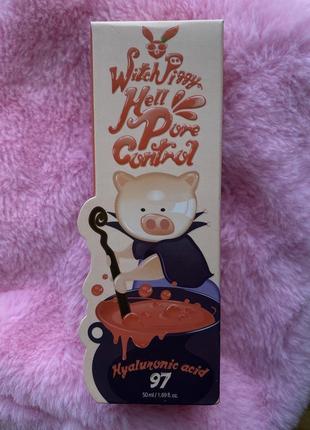 Witch Piggy
Hell
Pore
Control
Hyaluronic acid
97
50ml / 1.69 fl. oz.